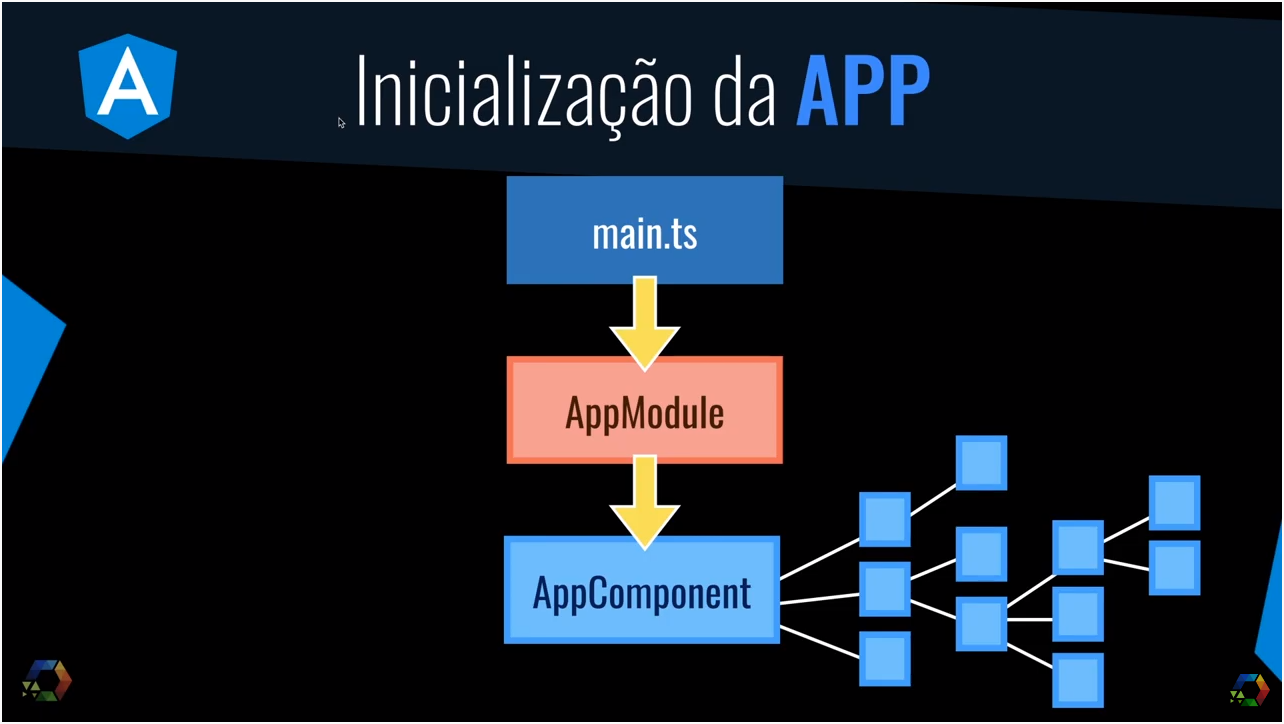 A
Inicialização da APP
main.ts
AppModule
AppComponent